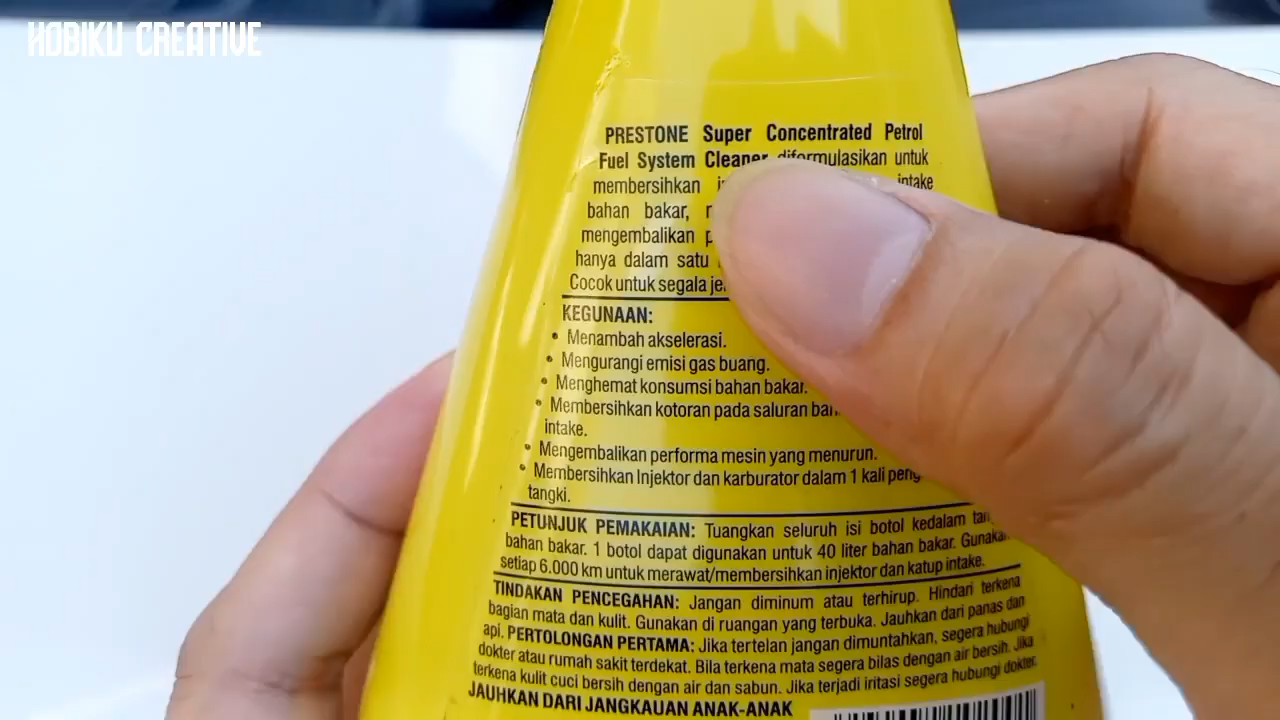 HOBIKU CREATIVE
PRESTONE Super Concentrated Petrol
Fuel System Cleaner diformulasikan untuk
membersihkan intake
bahan bakar,
mengembalikan
hanya dalam satu
Cocok untuk segala
KEGUNAAN:
• Menambah akselerasi.
• Mengurangi emisi gas buang.
• Menghemat konsumsi bahan bakar.
• Membersihkan kotoran pada saluran
intake.
• Mengembalikan performa mesin yang menurun.
• Membersihkan Injektor dan karburator dalam 1 kali
tangki.
PETUNJUK PEMAKAIAN: Tuangkan seluruh isi botol kedalam
bahan bakar. 1 botol dapat digunakan untuk 40 liter bahan bakar. Gunakan
setiap 6.000 km untuk merawat/membersihkan injektor dan katup intake.
TINDAKAN PENCEGAHAN: Jangan diminum atau terhirup. Hindari terkena
bagian mata dan kulit. Gunakan di ruangan yang terbuka. Jauhkan dari panas dan
api. PERTOLONGAN PERTAMA: Jika tertelan jangan dimuntahkan, segera hubungi
dokter atau rumah sakit terdekat. Bila terkena mata segera bilas dengan air bersih. Jika
terkena kulit cuci bersih dengan air dan sabun. Jika terjadi iritasi segera hubungi dokter.
JAUHKAN DARI JANGKAUAN ANAK-ANAK